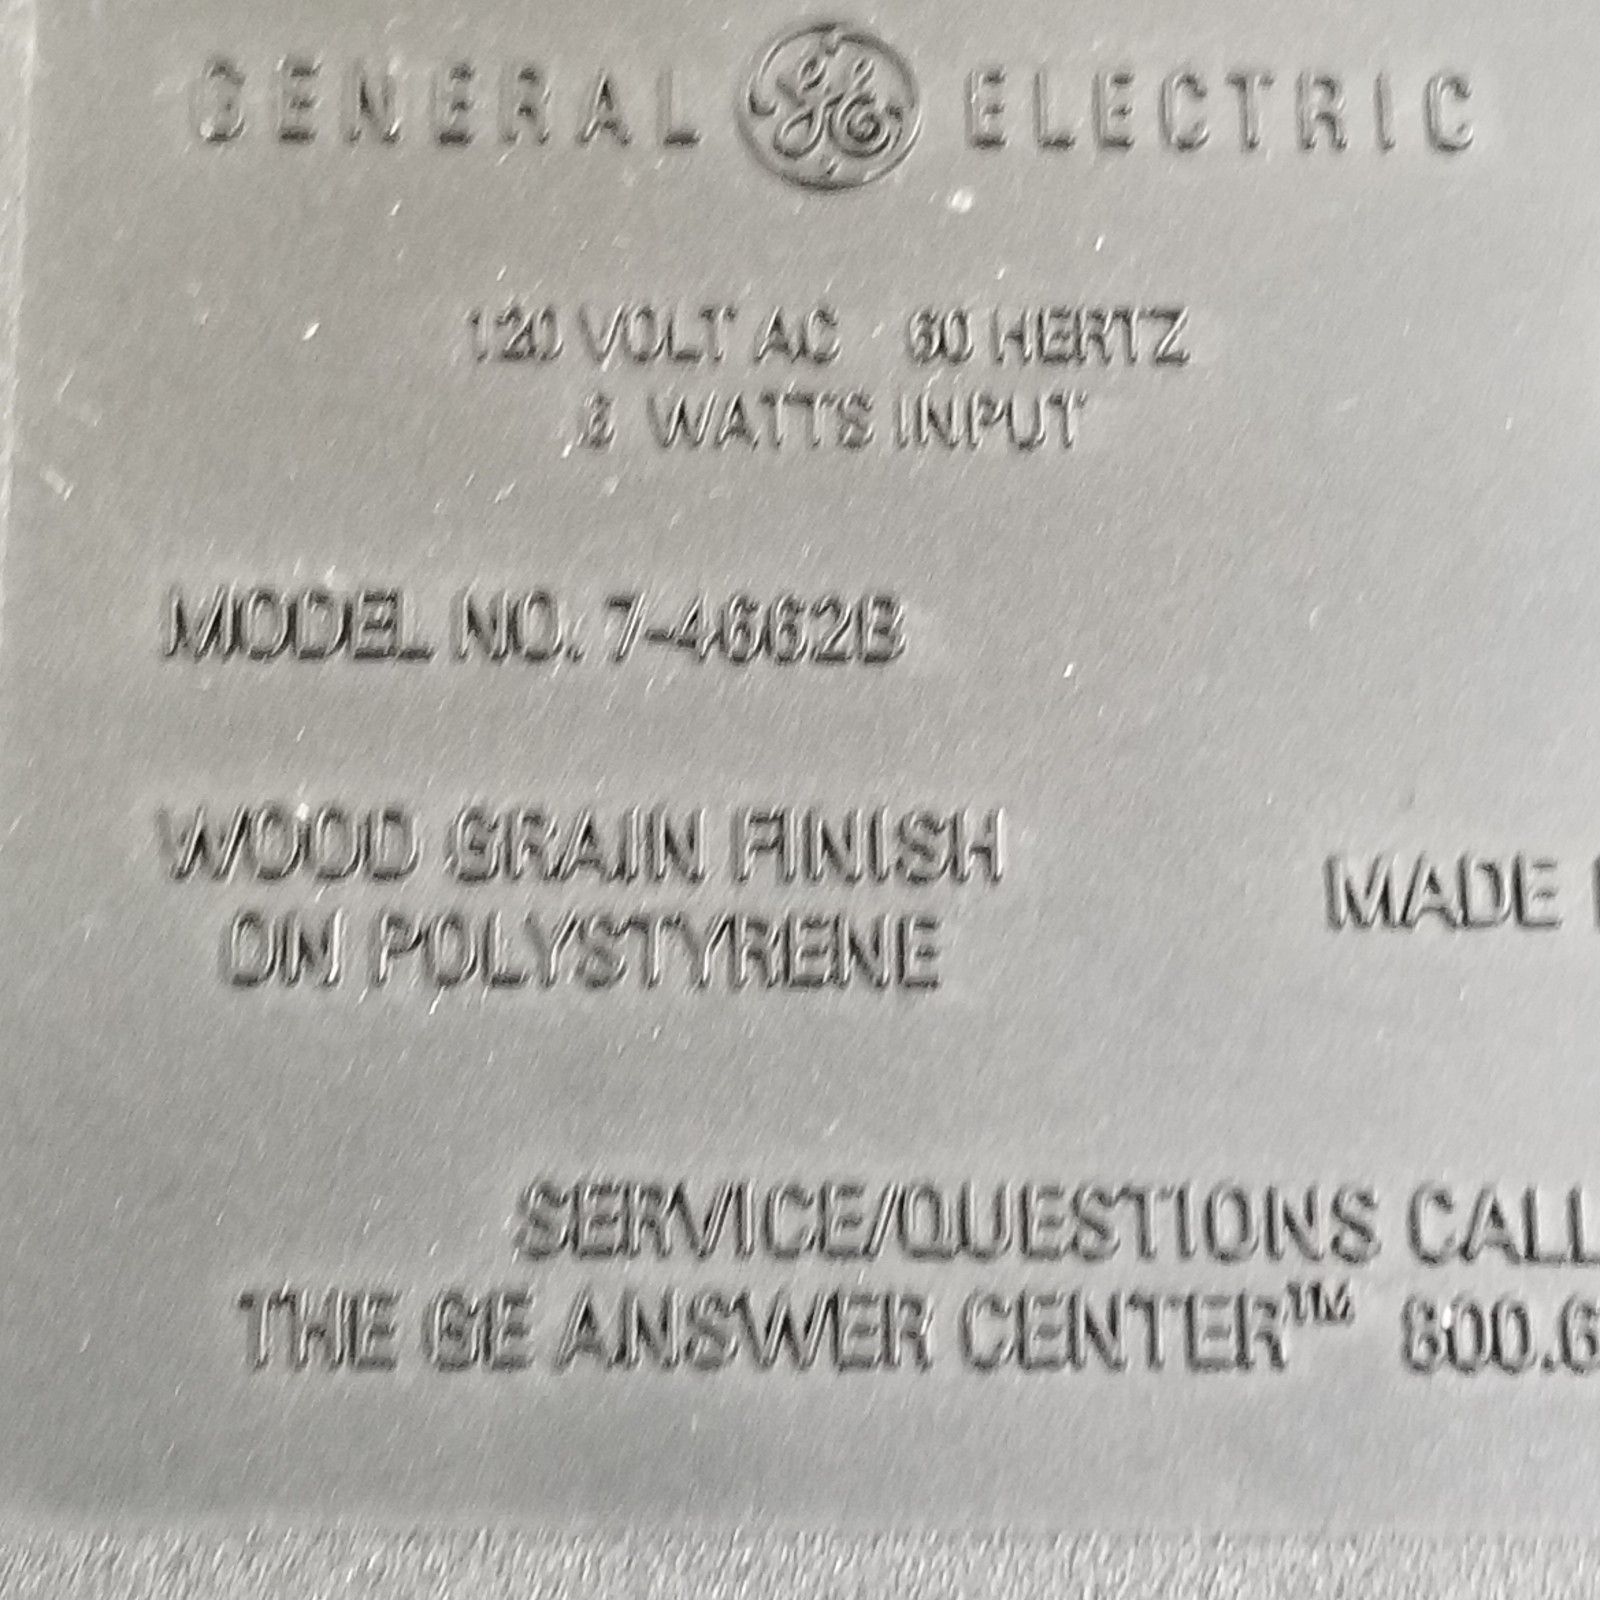 GENERAL GE ELECTRIC
120 VOLT AC 60 HERTZ
WATTS INPUT
MODEL NO. 7-4662B
WOOD GRAIN FINISH
ON POLYSTYRENE
MADE
SERVICE/QUESTIONS CALL
THE GE ANSWER CENTER™